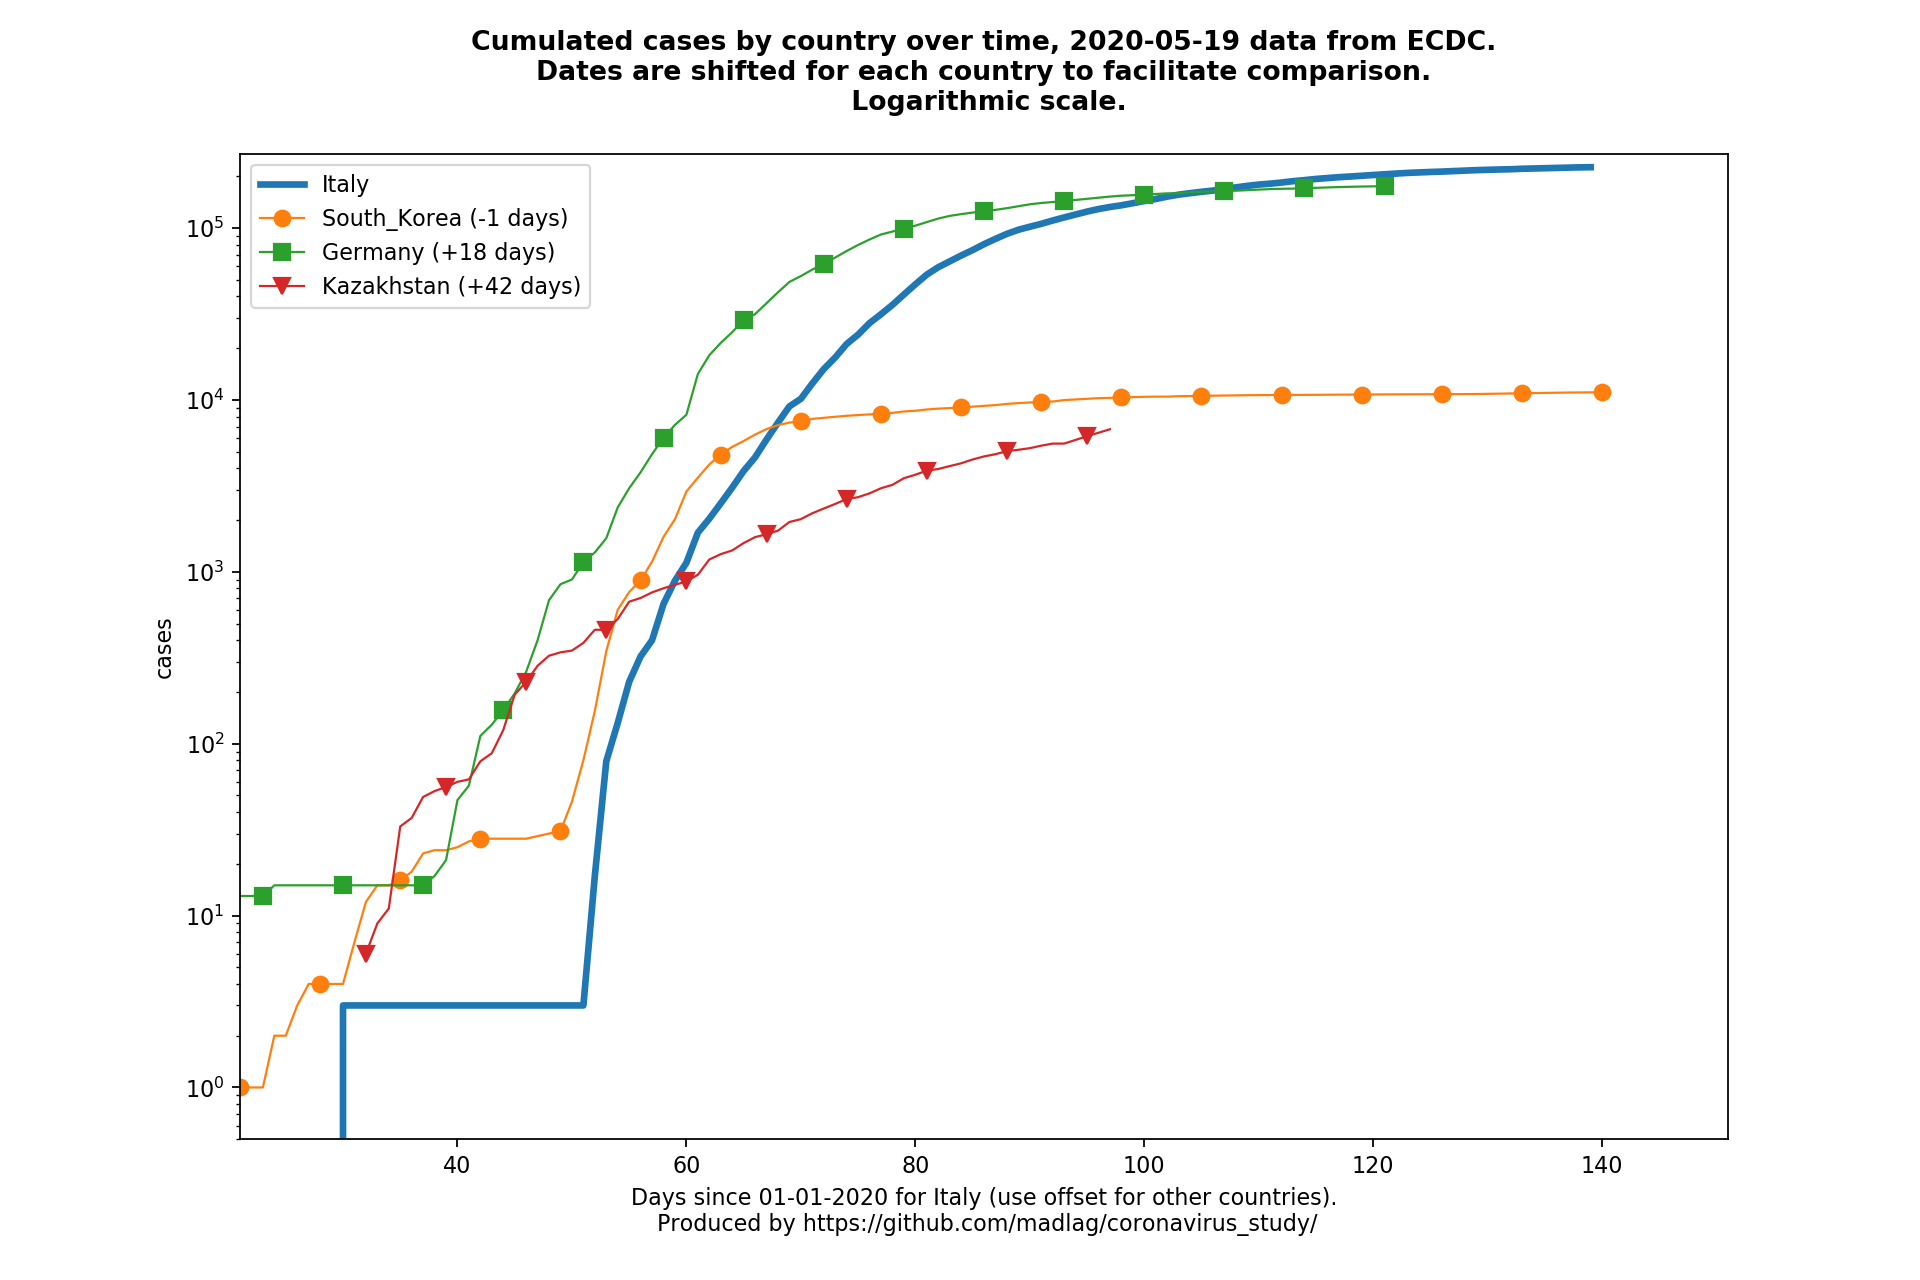 Cumulated cases by country over time, 2020-05-19 data from ECDC.
Dates are shifted for each country to facilitate comparison.
Logarithmic scale.
Italy
South_Korea (-1 days)
Germany (+18 days)
Kazakhstan (+42 days)
10^5
10^4
10^3
10^2
10^1
10^0
cases
40 60 80 100 120 140
Days since 01-01-2020 for Italy (use offset for other countries).
Produced by https://github.com/madlag/coronavirus_study/